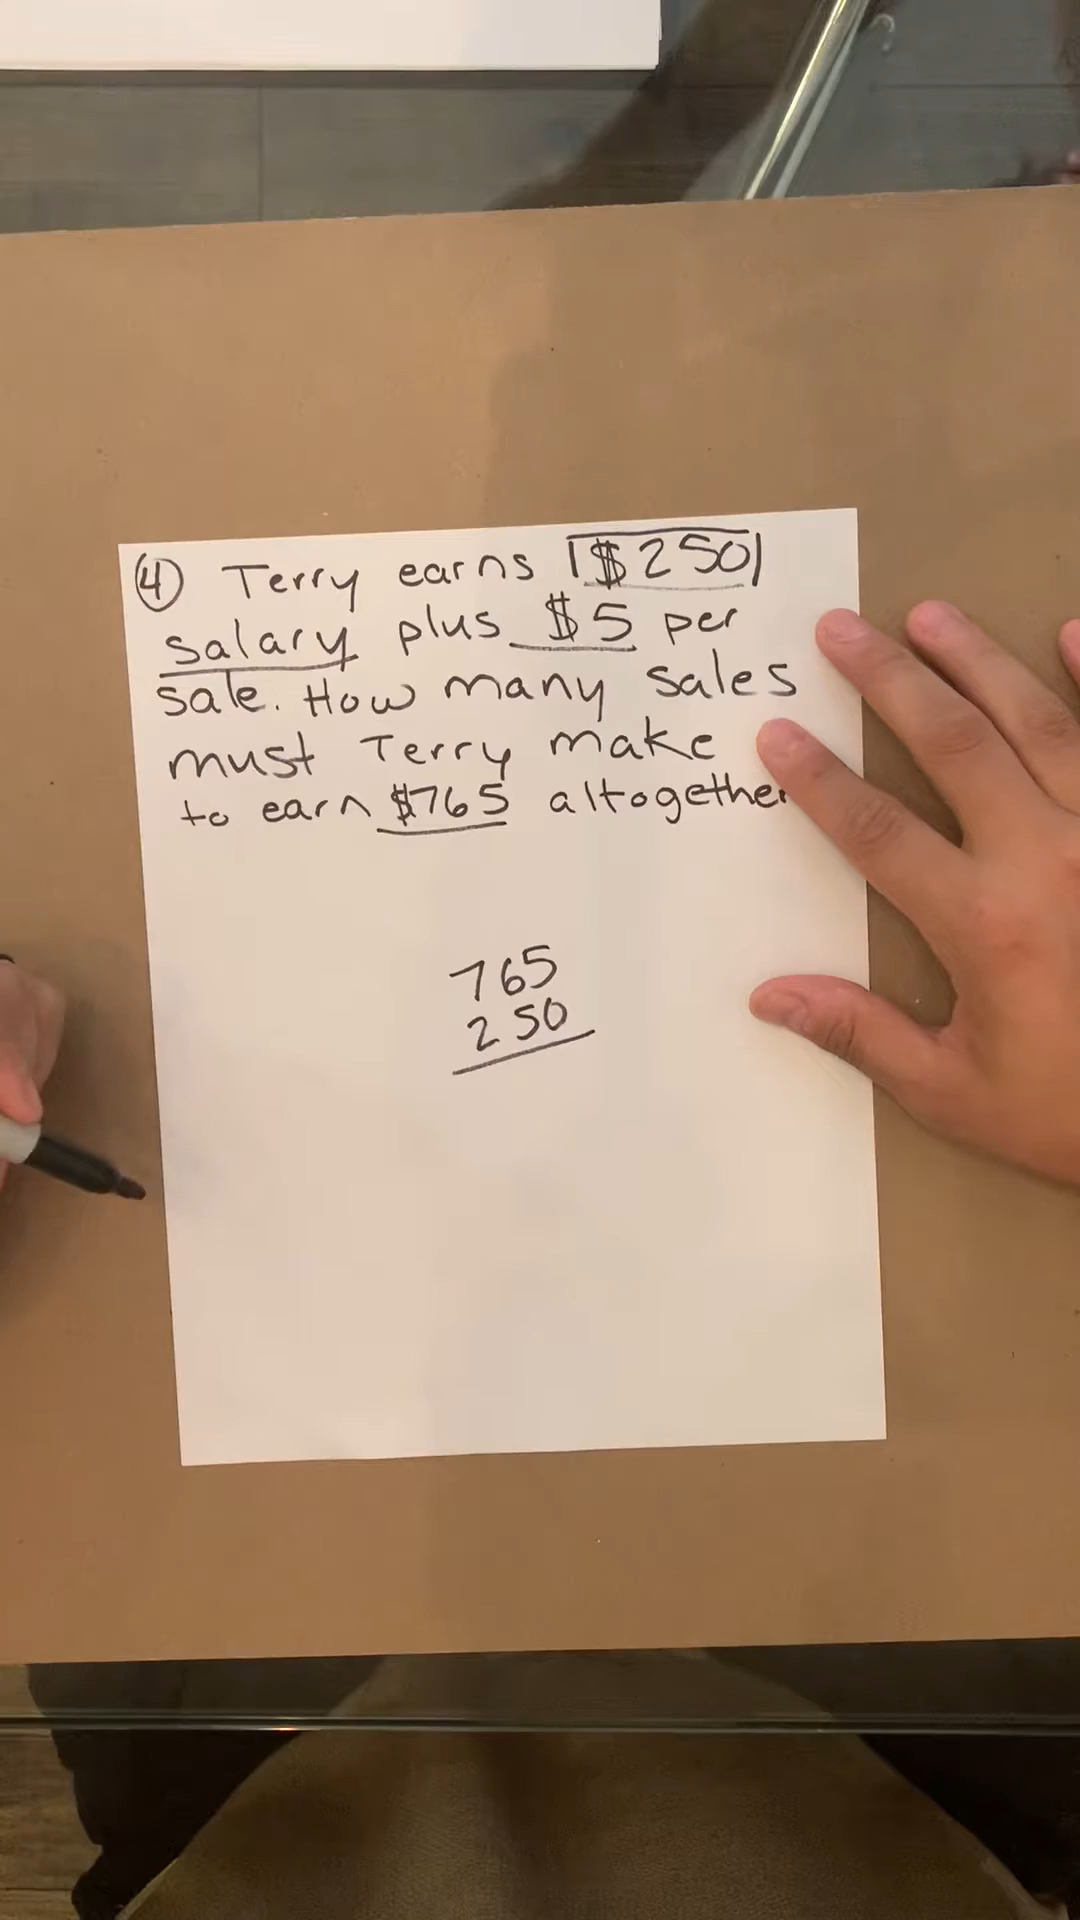 ④ Terry earns $250
salary plus $5 per
sale. How many sales
must Terry make
to earn $765 altogether
765
250